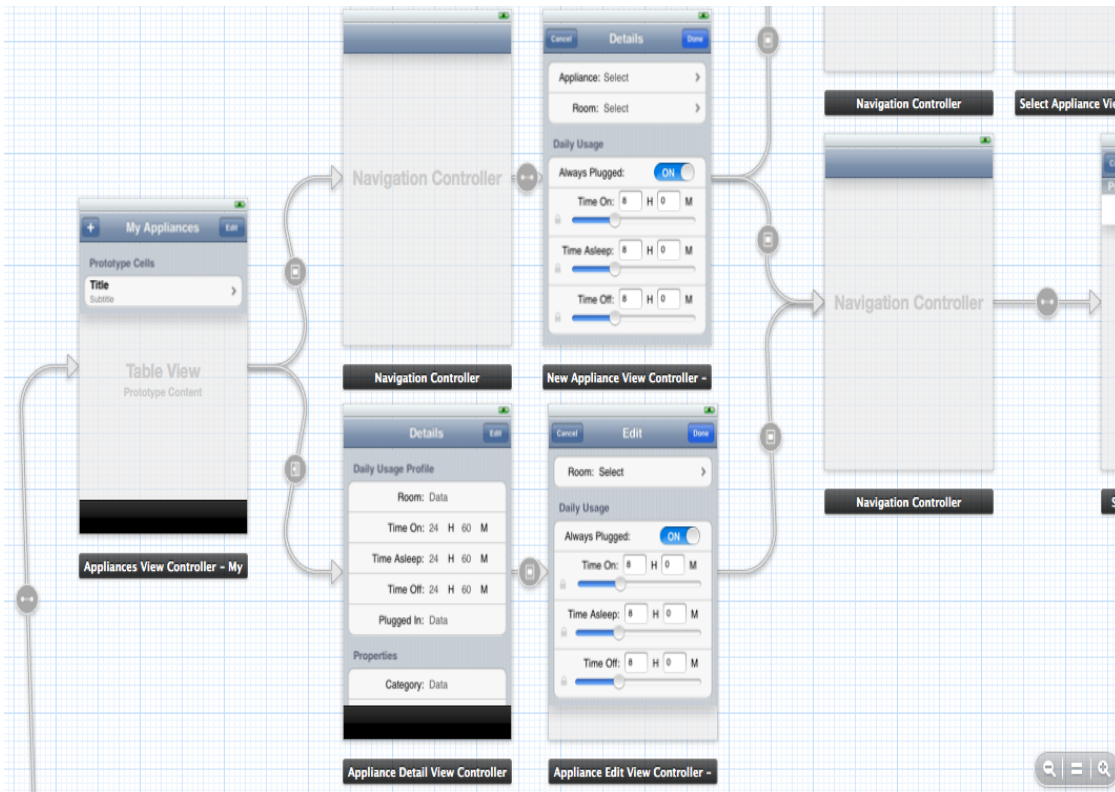 My Appliances
Edit
Prototype Cells
Title
Subtitle
Table View
Prototype Content
Appliances View Controller – My
Navigation Controller
Navigation Controller
Cancel
Details
Done
Appliance: Select
Room: Select
Daily Usage
Always Plugged: ON
Time On: 8 H 0 M
Time Asleep: 8 H 0 M
Time Off: 8 H 0 M
New Appliance View Controller –
Details
Edit
Daily Usage Profile
Room: Data
Time On: 24 H 60 M
Time Asleep: 24 H 60 M
Time Off: 24 H 60 M
Plugged In: Data
Properties
Category: Data
Appliance Detail View Controller
Cancel
Edit
Done
Room: Select
Daily Usage
Always Plugged: ON
Time On: 8 H 0 M
Time Asleep: 8 H 0 M
Time Off: 8 H 0 M
Appliance Edit View Controller –
Navigation Controller
Select Appliance Vie
Navigation Controller
Navigation Controller